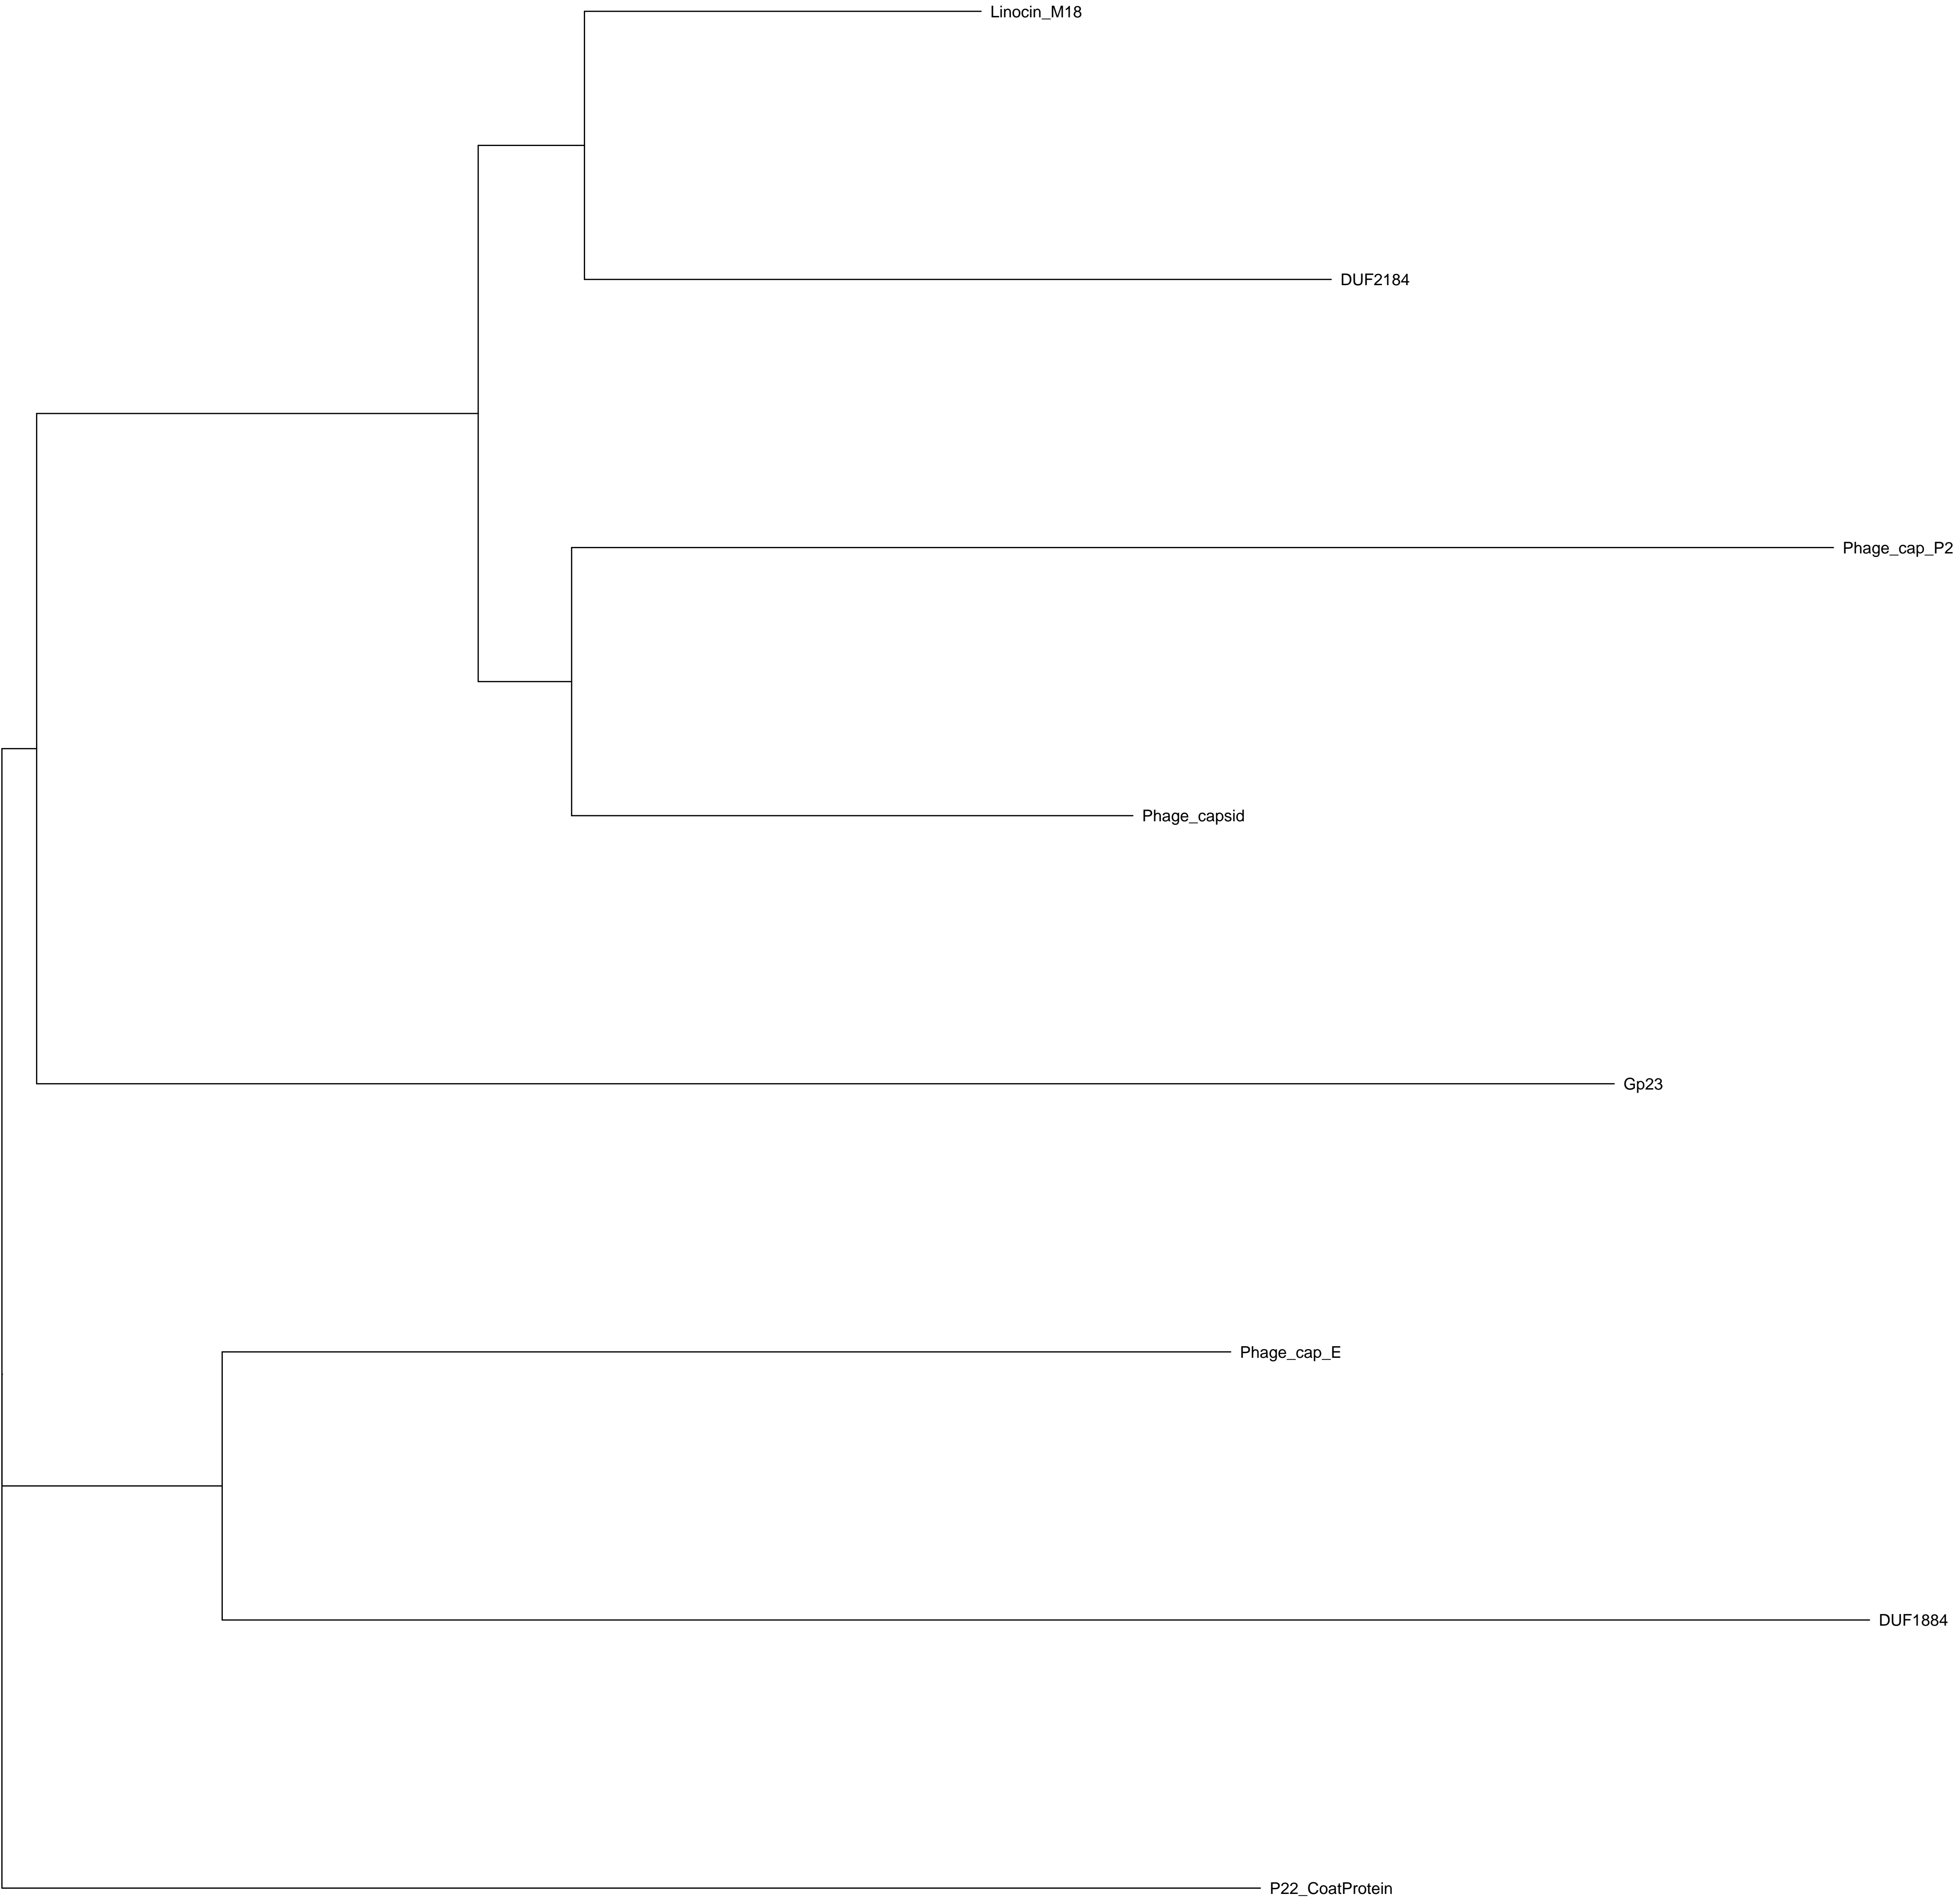 Linocin_M18
DUF2184
Phage_cap_P2
Phage_capsid
Gp23
Phage_cap_E
DUF1884
P22_CoatProtein